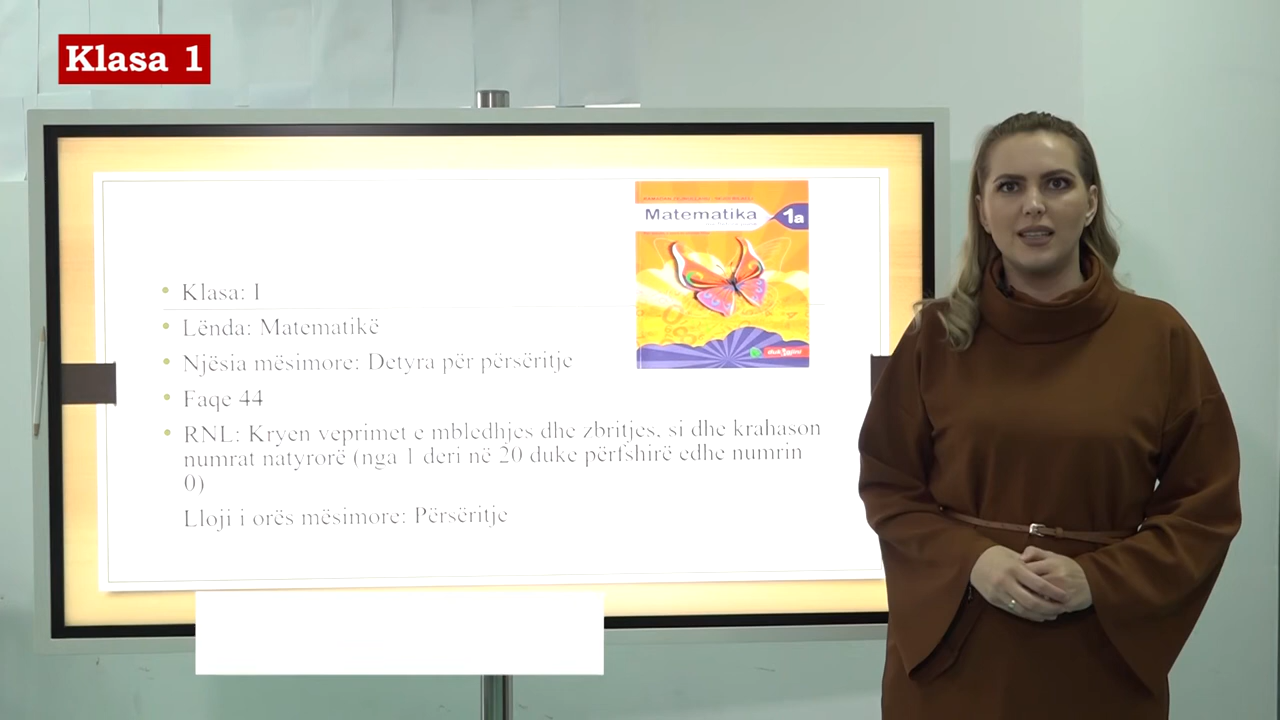 Klasa 1
Matematika 1a
Klasa: I
Lënda: Matematikë
Njësia mësimore: Detyra për përsëritje
Faqe 44
RNL: Kryen veprimet e mbledhjes dhe zbritjes, si dhe krahason
numrat natyrorë (nga 1 deri në 20 duke përfshirë edhe numrin
0)
Lloji i orës mësimore: Përsëritje